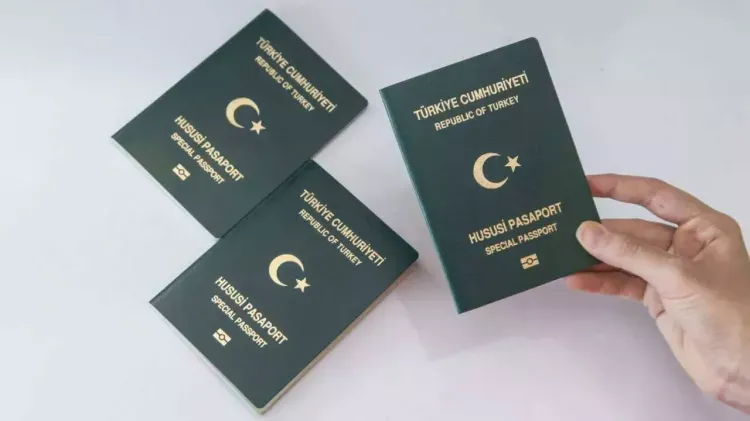 TÜRKİYE CUMHURİYETİ
REPUBLIC OF TURKEY
HUSUSİ PASAPORT
SPECIAL PASSPORT
TÜRKİYE CUMHURİYETİ
REPUBLIC OF TURKEY
HUSUSİ PASAPORT
SPECIAL PASSPORT
TÜRKİYE CUMHURİYETİ
REPUBLIC OF TURKEY
HUSUSİ PASAPORT
SPECIAL PASSPORT